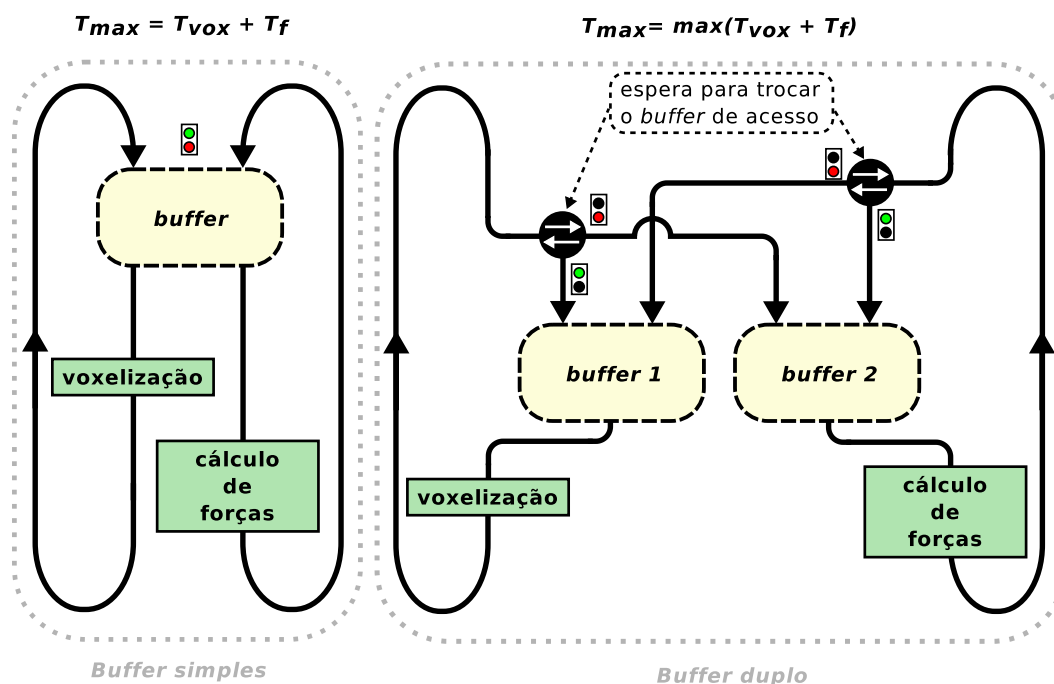 Tmax = Tvox + Tf
buffer
voxelização
cálculo
de
forças
Buffer simples
Tmax= max(Tvox + Tf)
espera para trocar
o buffer de acesso
buffer 1
buffer 2
voxelização
cálculo
de
forças
Buffer duplo